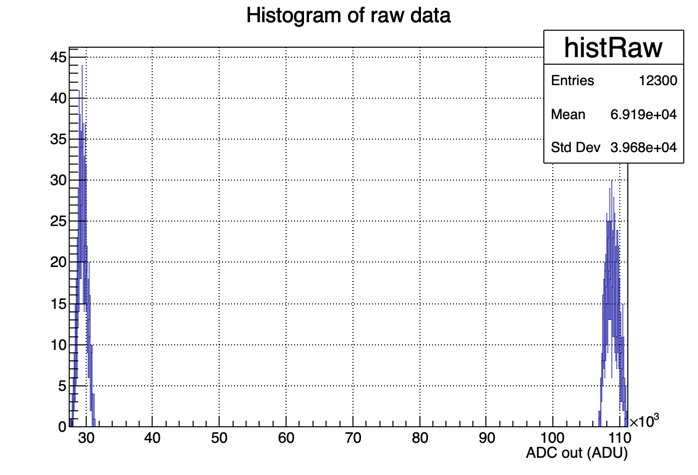 Histogram of raw data
histRaw
Entries 12300
Mean 6.919e+04
Std Dev 3.968e+04
45
40
35
30
25
20
15
10
5
0
30 40 50 60 70 80 90 100 110 ×10³
ADC out (ADU)